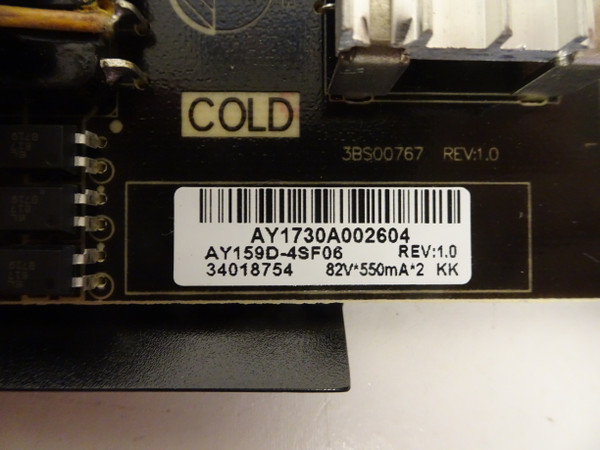 COLD
3BS00767 REV:1.0
AY1730A002604
AY159D-4SF06 REV:1.0
34018754 82V*550mA*2 KK